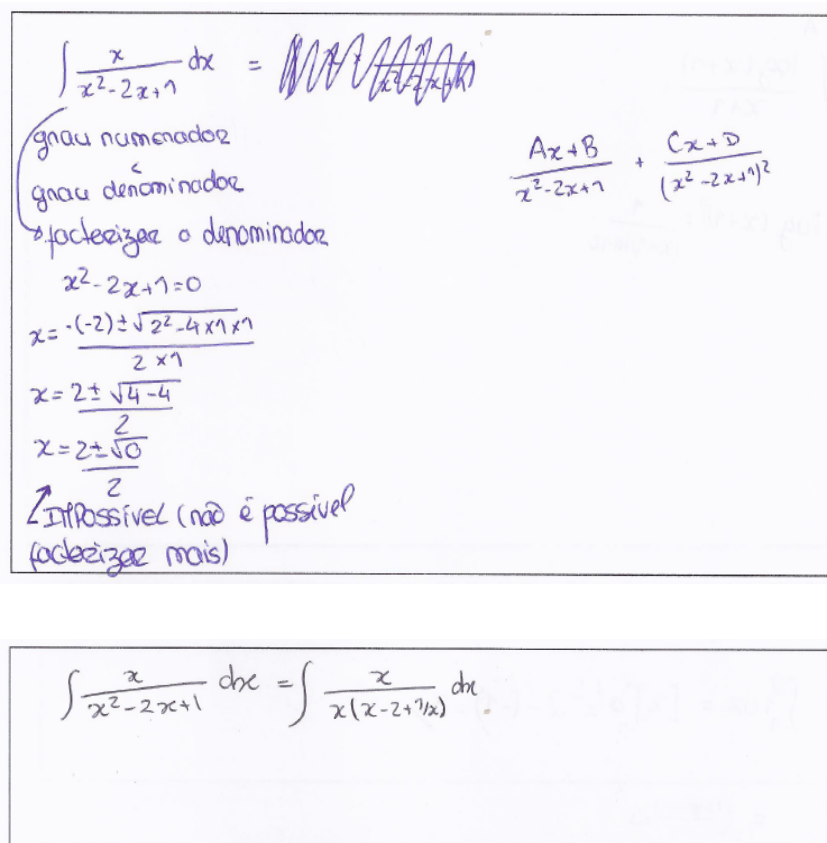 ∫ x/(x²-2x+1) dx =
grau numerador
<
grau denominador
→ factorizar o denominador
x²-2x+1=0
x = (-(-2) ± √(2²-4×1×1))/(2×1)
x = (2 ± √(4-4))/2
x = (2 ± √0)/2
Impossível (não é possível
factorizar mais)
(Ax+B)/(x²-2x+1) + (Cx+D)/(x²-2x+1)²
∫ x/(x²-2x+1) dx = ∫ x/(x(x-2+1/x)) dx